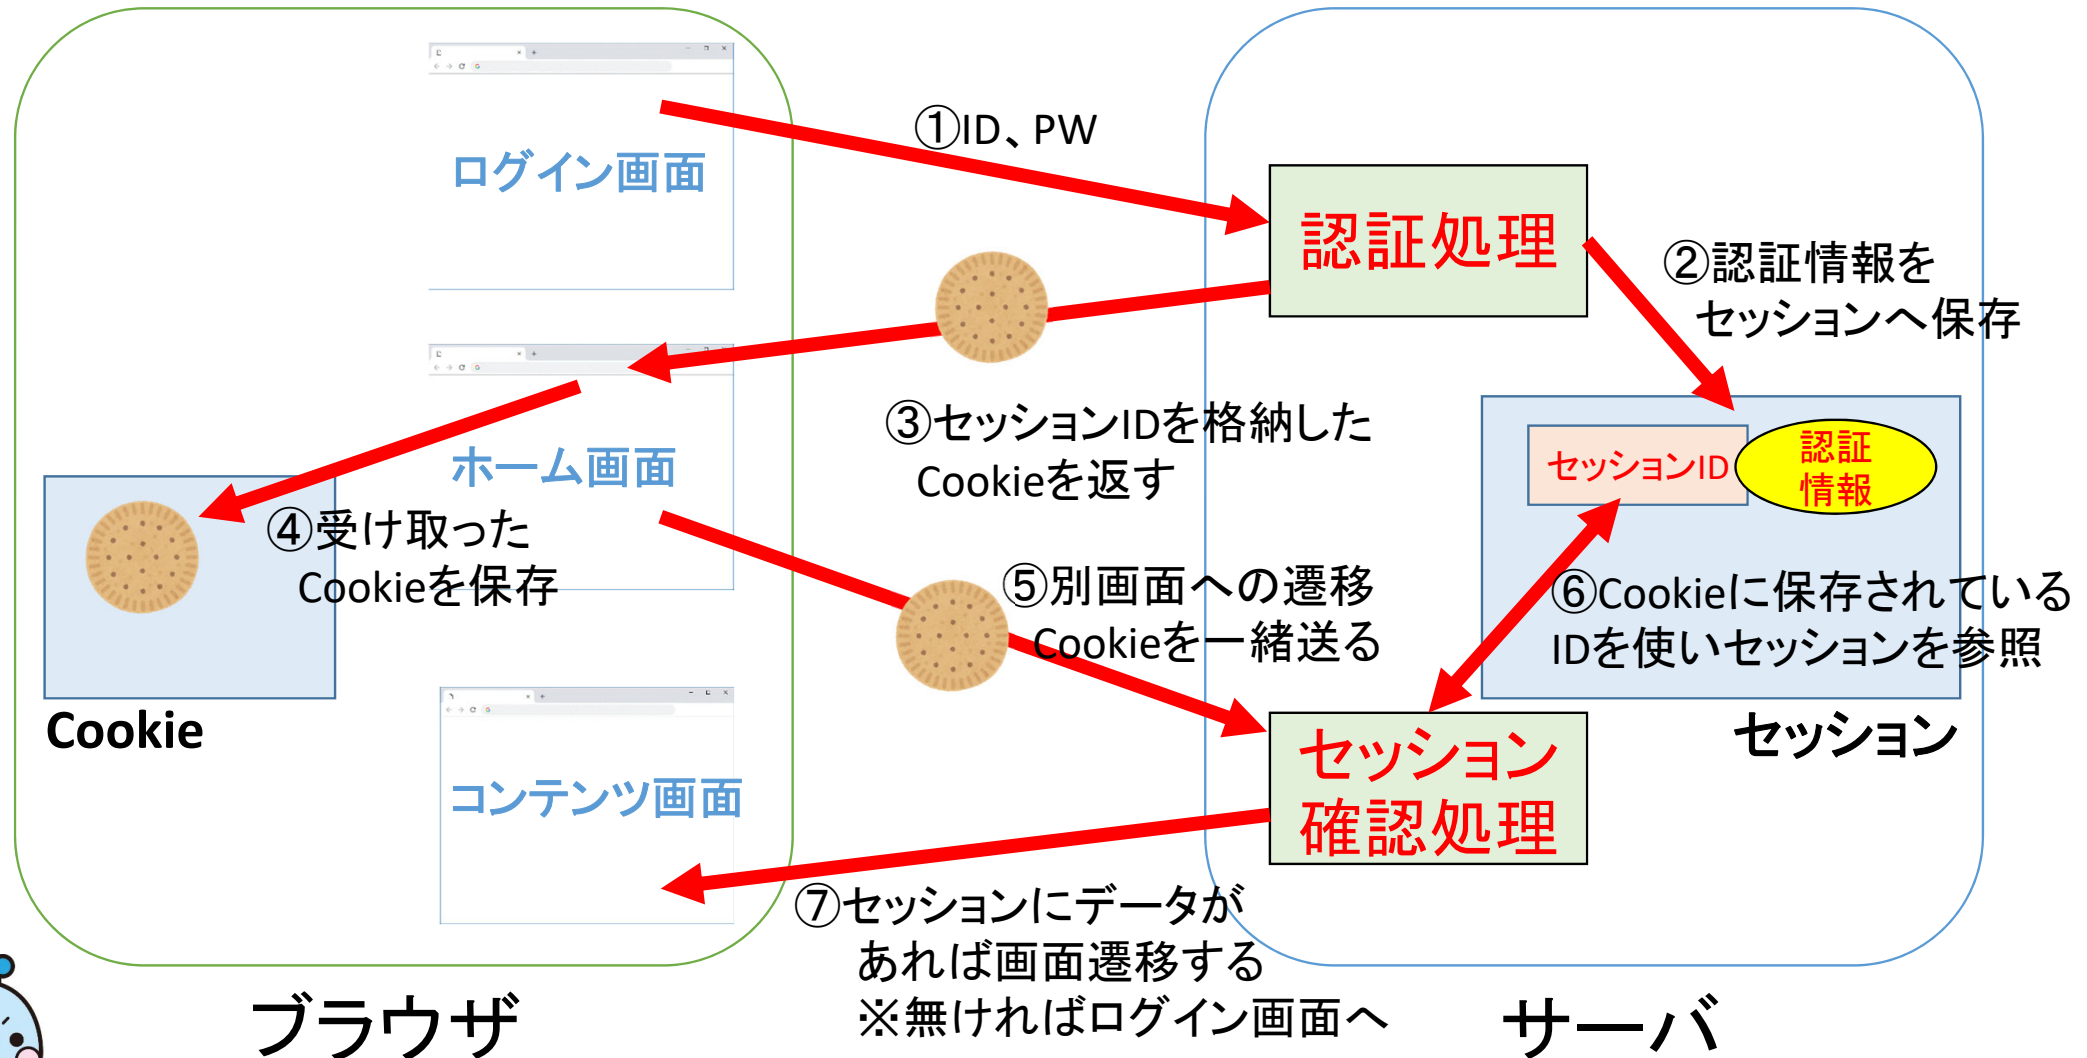 ログイン画面
①ID、PW
認証処理
②認証情報を
セッションへ保存
③セッションIDを格納した
Cookieを返す
ホーム画面
④受け取った
Cookieを保存
Cookie
セッションID
認証
情報
⑤別画面への遷移
Cookieを一緒送る
⑥Cookieに保存されている
IDを使いセッションを参照
セッション
セッション
確認処理
コンテンツ画面
⑦セッションにデータが
あれば画面遷移する
※無ければログイン画面へ
ブラウザ
サーバ